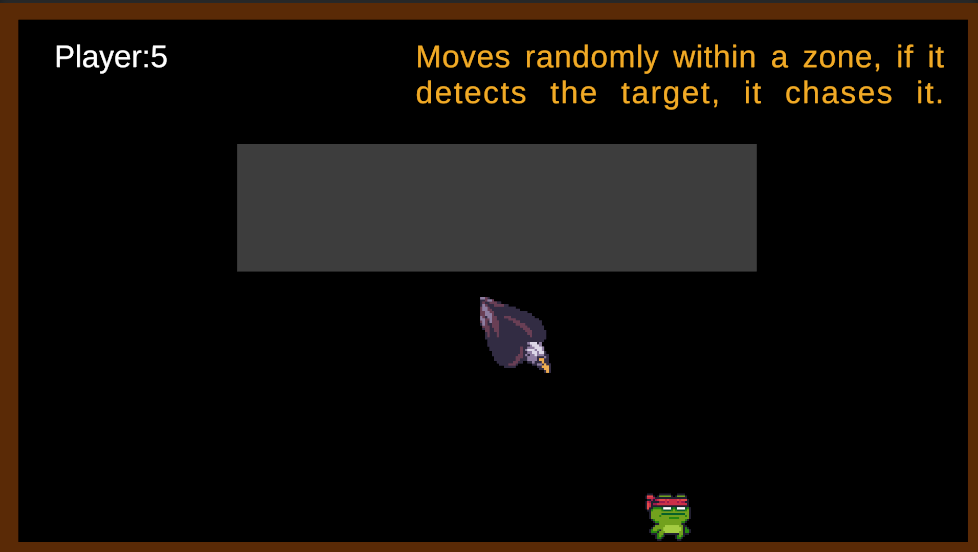 Player:5
Moves randomly within a zone, if it
detects the target, it chases it.